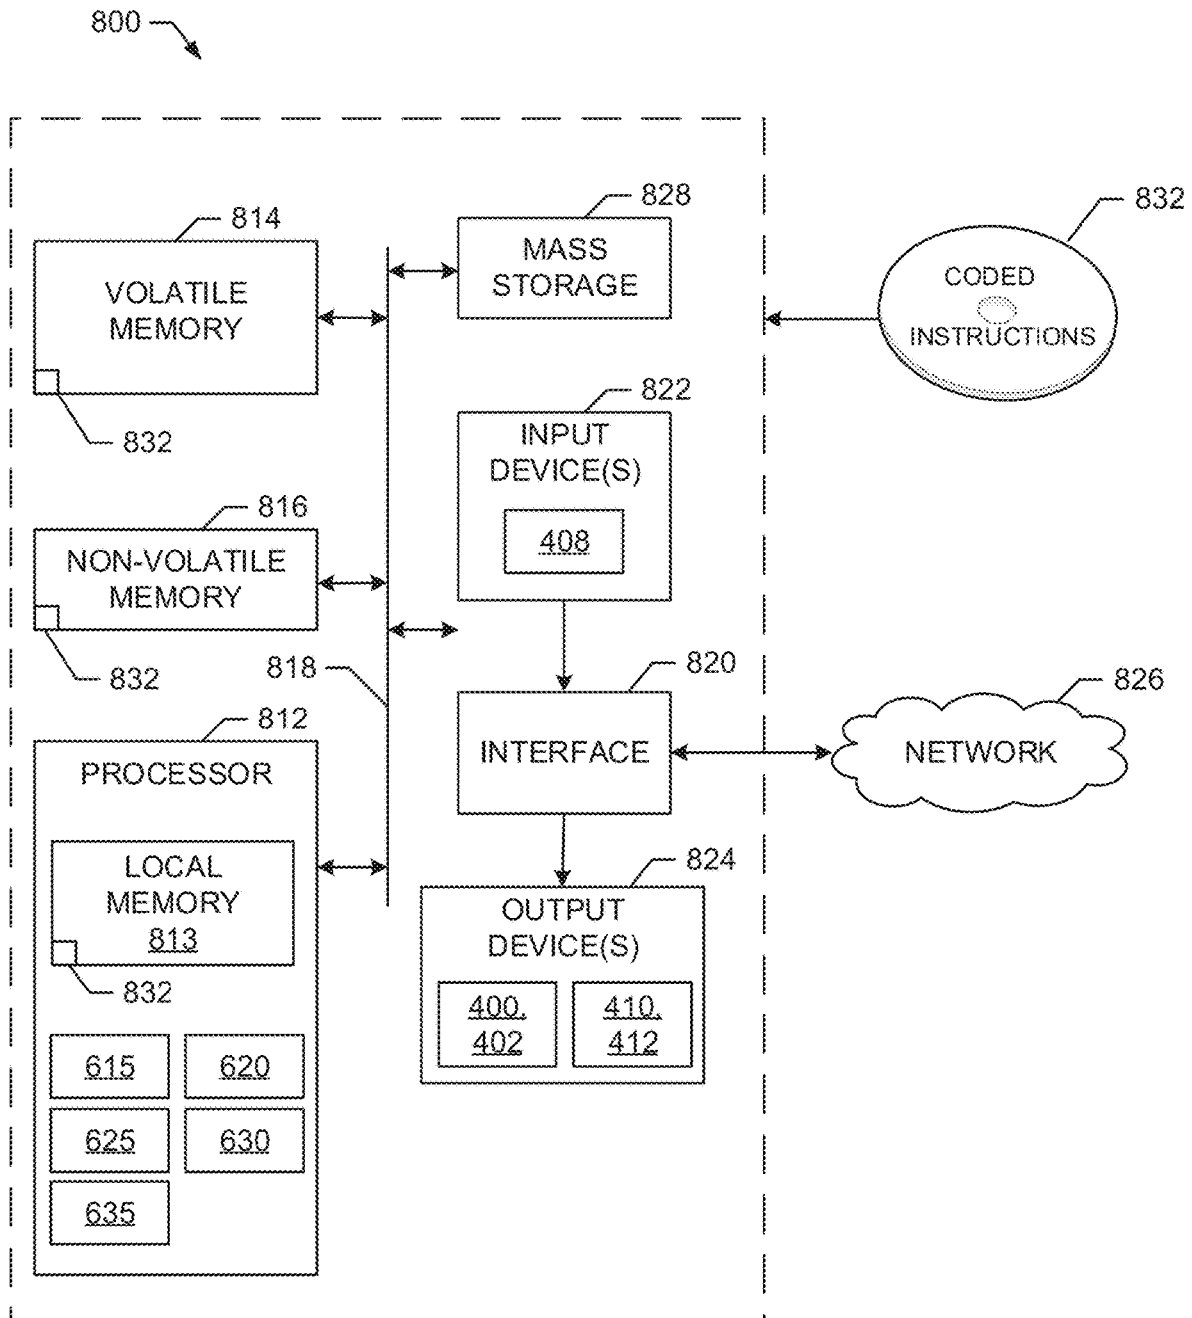 800
814
VOLATILE
MEMORY
832
828
MASS
STORAGE
832
CODED
INSTRUCTIONS
822
INPUT
DEVICE(S)
408
816
NON-VOLATILE
MEMORY
832
818
820
INTERFACE
826
NETWORK
812
PROCESSOR
LOCAL
MEMORY
813
832
615
620
625
630
635
824
OUTPUT
DEVICE(S)
400,
402
410,
412